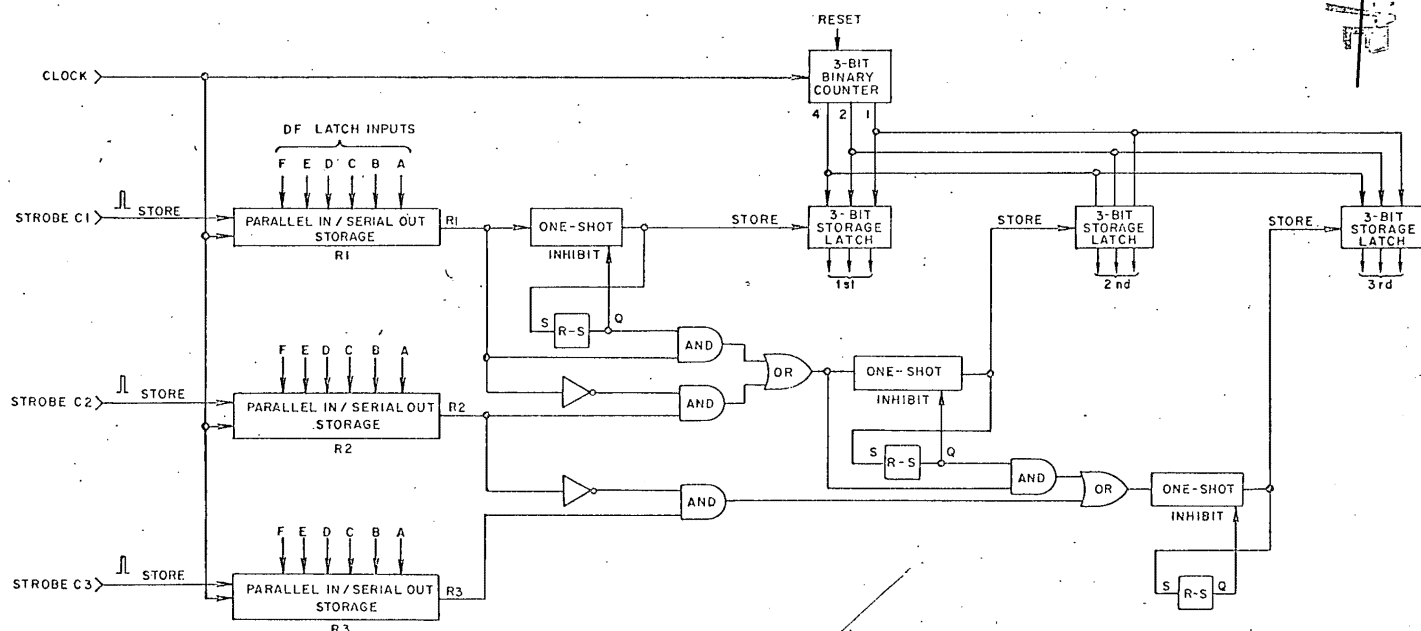 RESET
3-BIT
BINARY
COUNTER
CLOCK
4 2 1
DF LATCH INPUTS
F E D C B A
STROBE C1
STORE
PARALLEL IN / SERIAL OUT
STORAGE
R1
R1
ONE-SHOT
INHIBIT
STORE
3-BIT
STORAGE
LATCH
1st
STORE
3-BIT
STORAGE
LATCH
2nd
STORE
3-BIT
STORAGE
LATCH
3rd
S
R-S
Q
AND
OR
F E D C B A
STROBE C2
STORE
PARALLEL IN / SERIAL OUT
STORAGE
R2
R2
AND
ONE-SHOT
INHIBIT
S
R-S
Q
AND
OR
ONE-SHOT
INHIBIT
AND
F E D C B A
STROBE C3
STORE
PARALLEL IN / SERIAL OUT
STORAGE
R3
R3
S
R-S
Q